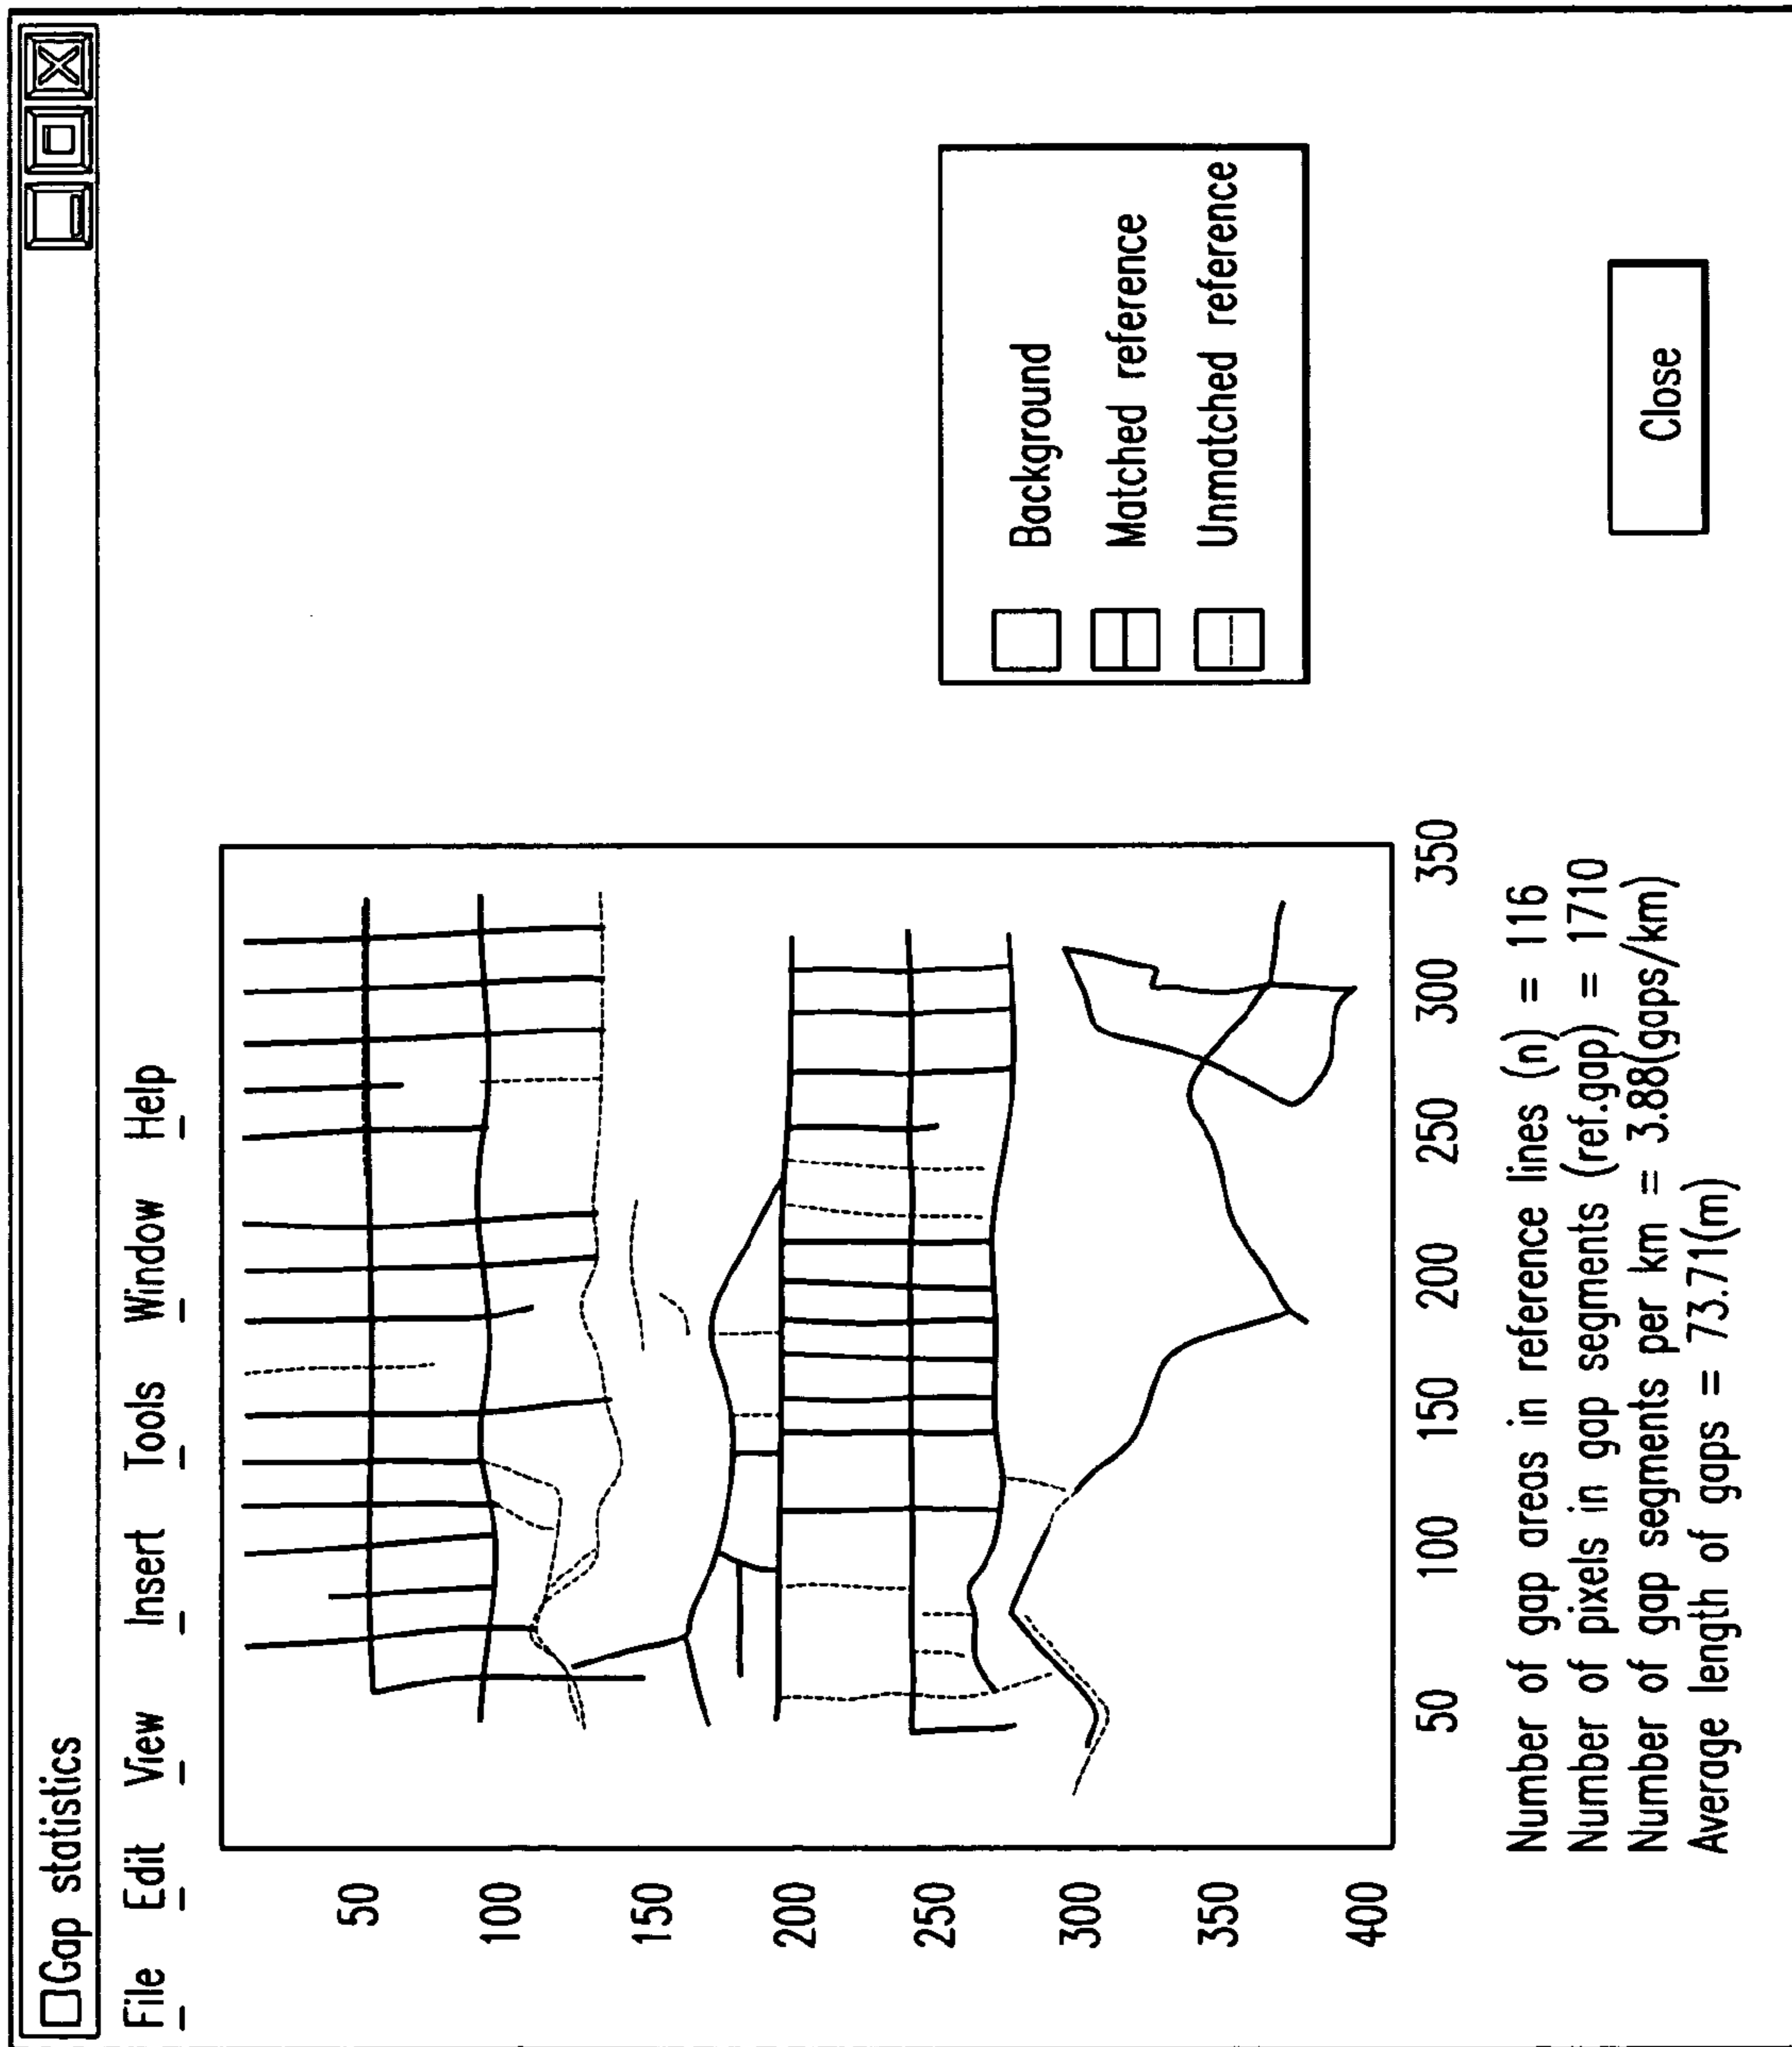 Gap statistics
File Edit View Insert Tools Window Help
50
100
150
200
250
300
350
400
50 100 150 200 250 300 350
Background
Matched reference
Unmatched reference
Number of gap areas in reference lines (n) = 116
Number of pixels in gap segments (ref.gap) = 1710
Number of gap segments per km = 3.88(gaps/km)
Average length of gaps = 73.71(m)
Close